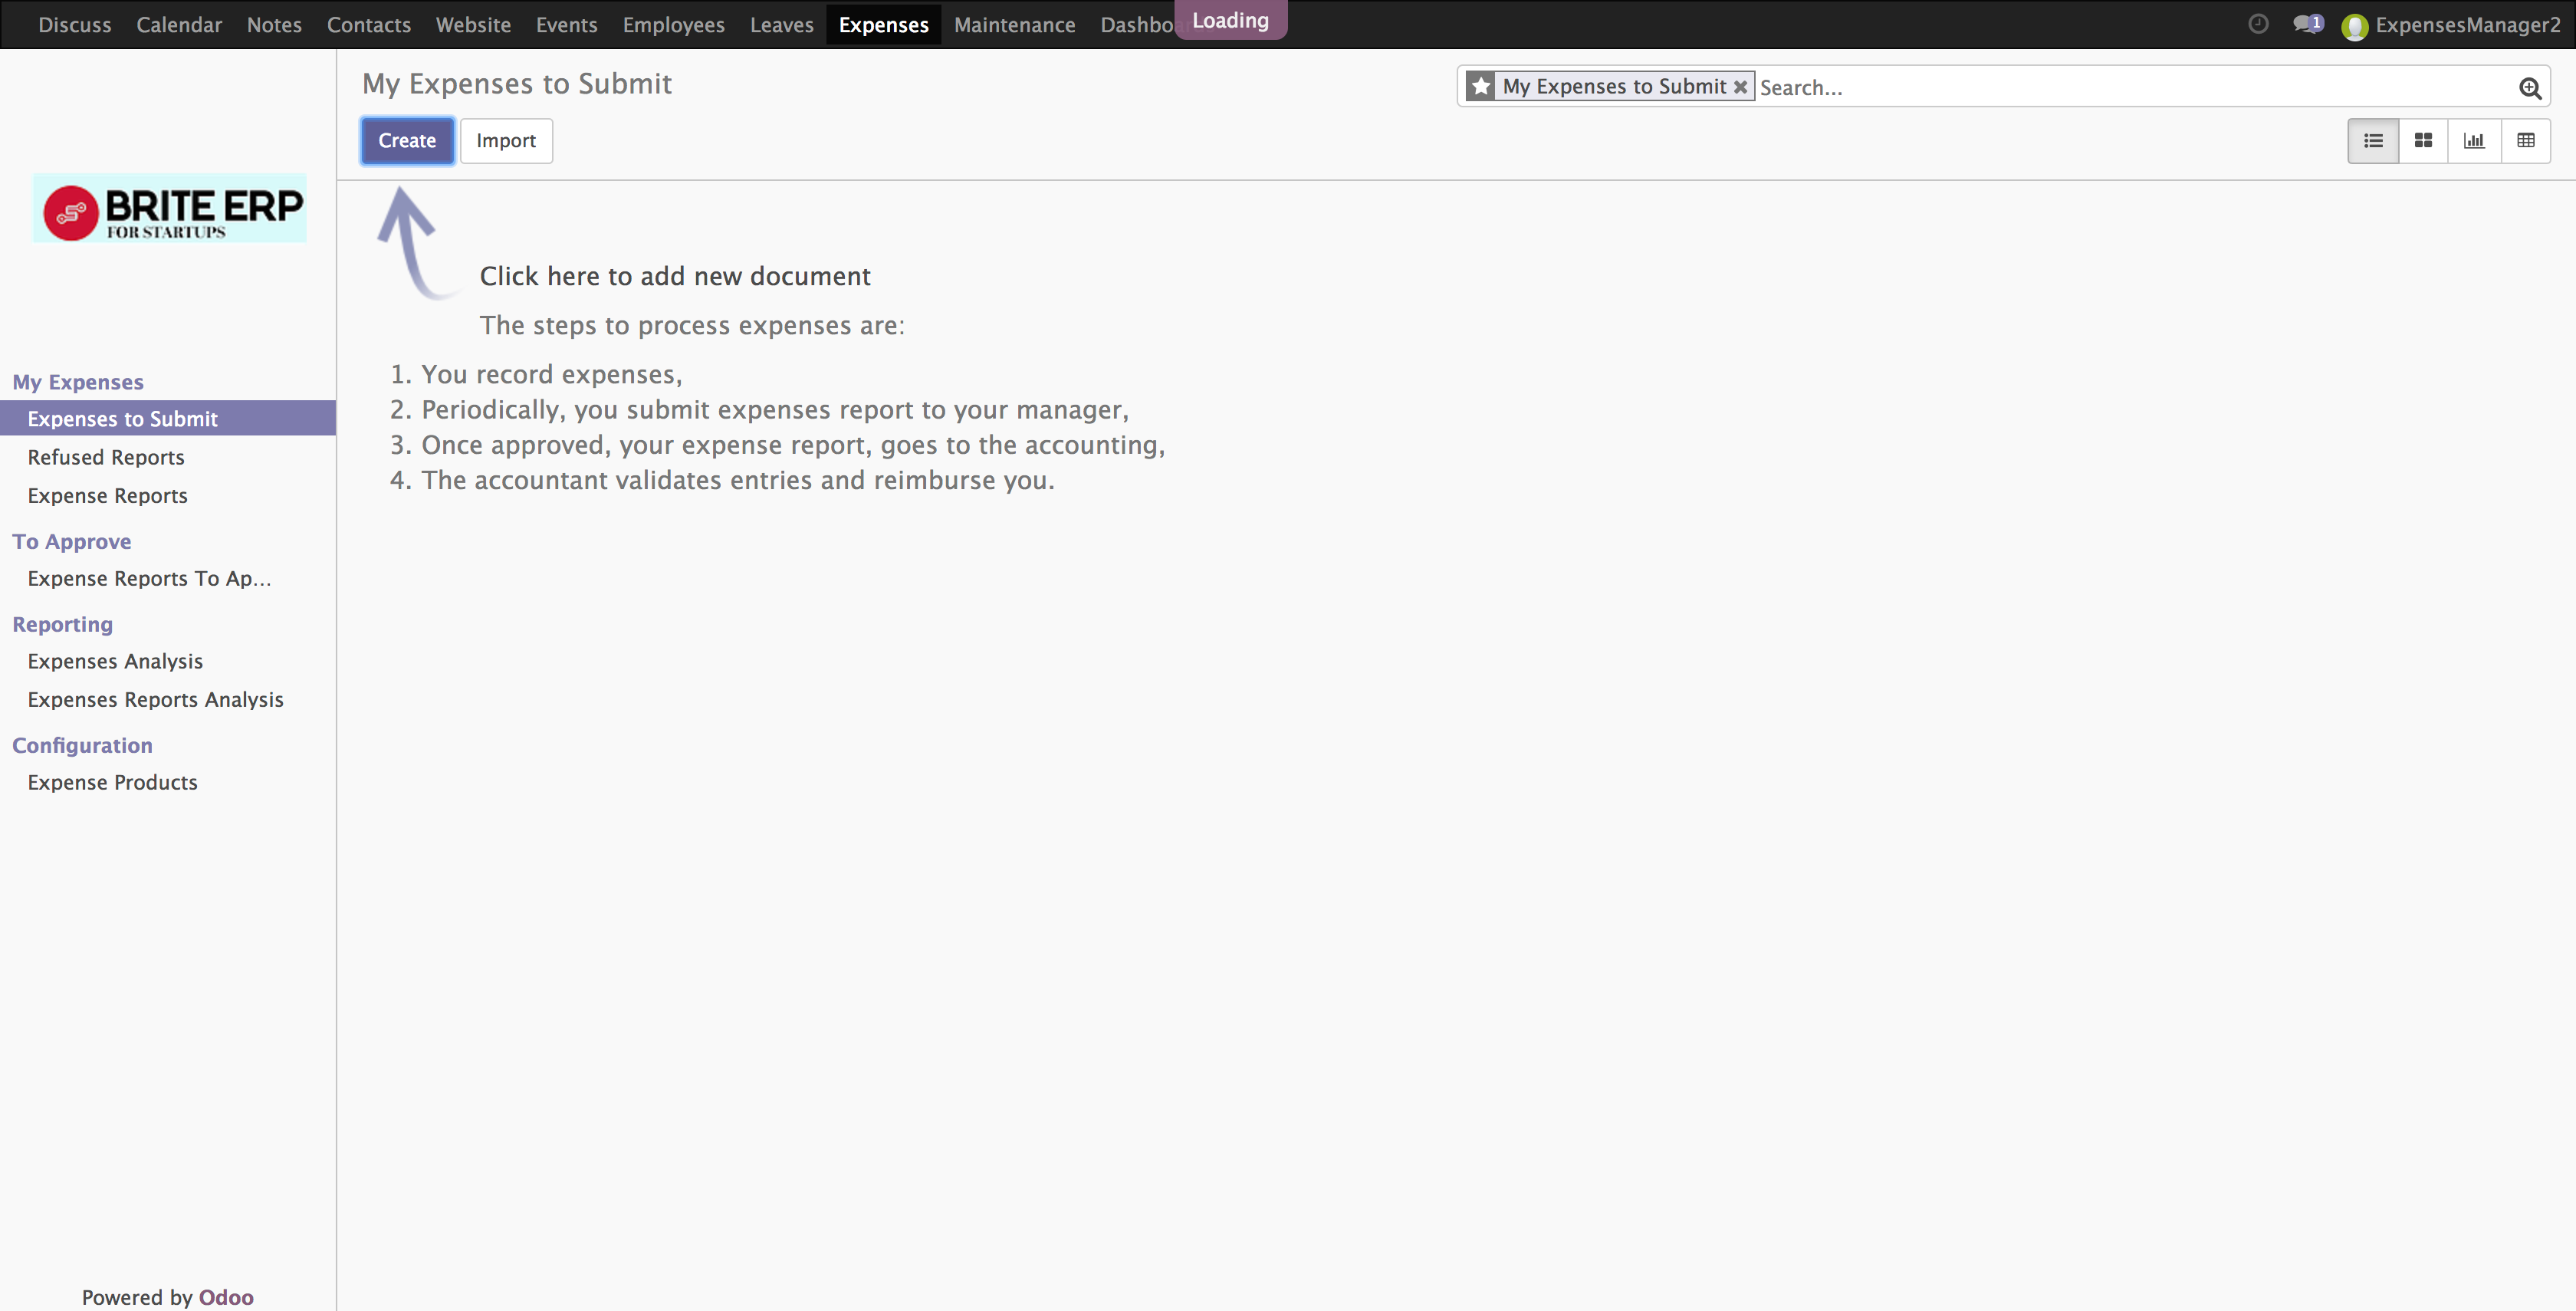 Discuss Calendar Notes Contacts Website Events Employees Leaves Expenses Maintenance Loading 1 ExpensesManager2
My Expenses to Submit
My Expenses to Submit Search...
Create Import
BRITE ERP
FOR STARTUPS
Click here to add new document
The steps to process expenses are:
1. You record expenses,
2. Periodically, you submit expenses report to your manager,
3. Once approved, your expense report, goes to the accounting,
4. The accountant validates entries and reimburse you.
My Expenses
Expenses to Submit
Refused Reports
Expense Reports
To Approve
Expense Reports To Ap...
Reporting
Expenses Analysis
Expenses Reports Analysis
Configuration
Expense Products
Powered by Odoo